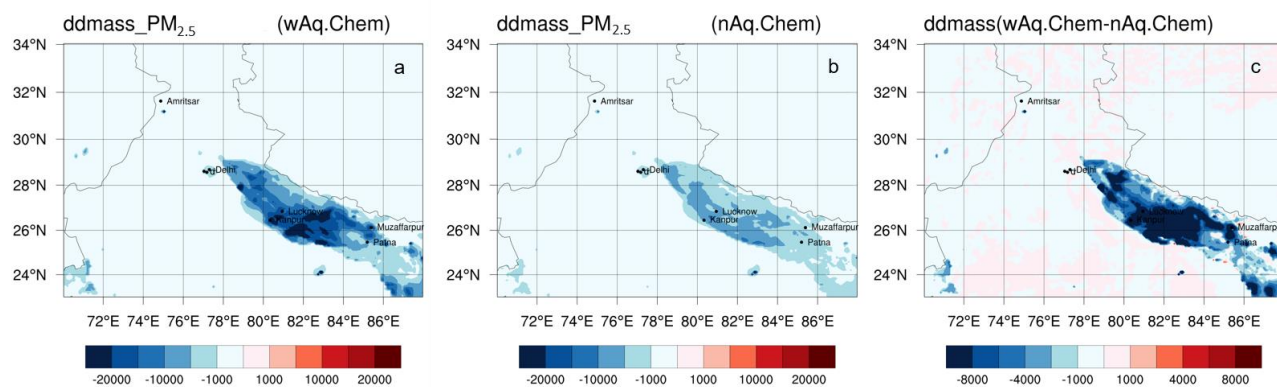 ddmass_PM2.5 (wAq.Chem)
a
34°N
32°N
30°N
28°N
26°N
24°N
Amritsar
Delhi
Lucknow
Kanpur
Muzaffarpur
Patna
72°E 74°E 76°E 78°E 80°E 82°E 84°E 86°E
-20000 -10000 -1000 1000 10000 20000
ddmass_PM2.5 (nAq.Chem)
b
34°N
32°N
30°N
28°N
26°N
24°N
Amritsar
Delhi
Lucknow
Kanpur
Muzaffarpur
Patna
72°E 74°E 76°E 78°E 80°E 82°E 84°E 86°E
-20000 -10000 -1000 1000 10000 20000
ddmass(wAq.Chem-nAq.Chem)
c
34°N
32°N
30°N
28°N
26°N
24°N
Amritsar
Delhi
Lucknow
Kanpur
Muzaffarpur
Patna
72°E 74°E 76°E 78°E 80°E 82°E 84°E 86°E
-8000 -4000 -1000 1000 4000 8000